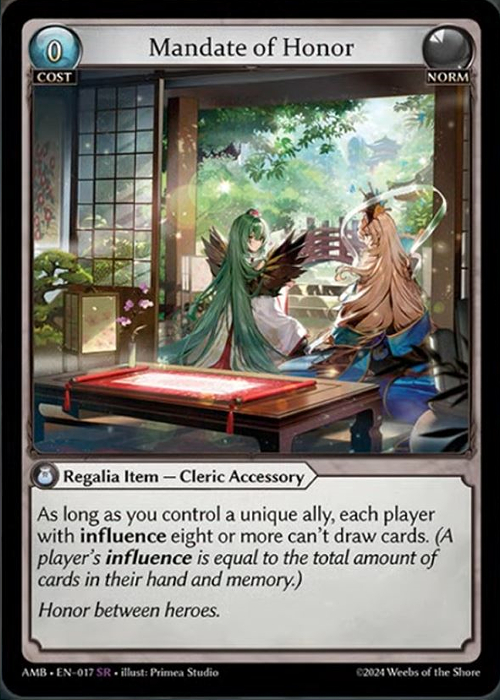 0
COST
Mandate of Honor
NORM
Regalia Item — Cleric Accessory
As long as you control a unique ally, each player
with influence eight or more can't draw cards. (A
player's influence is equal to the total amount of
cards in their hand and memory.)
Honor between heroes.
AMB • EN-017 SR • illust: Primea Studio
©2024 Weebs of the Shore